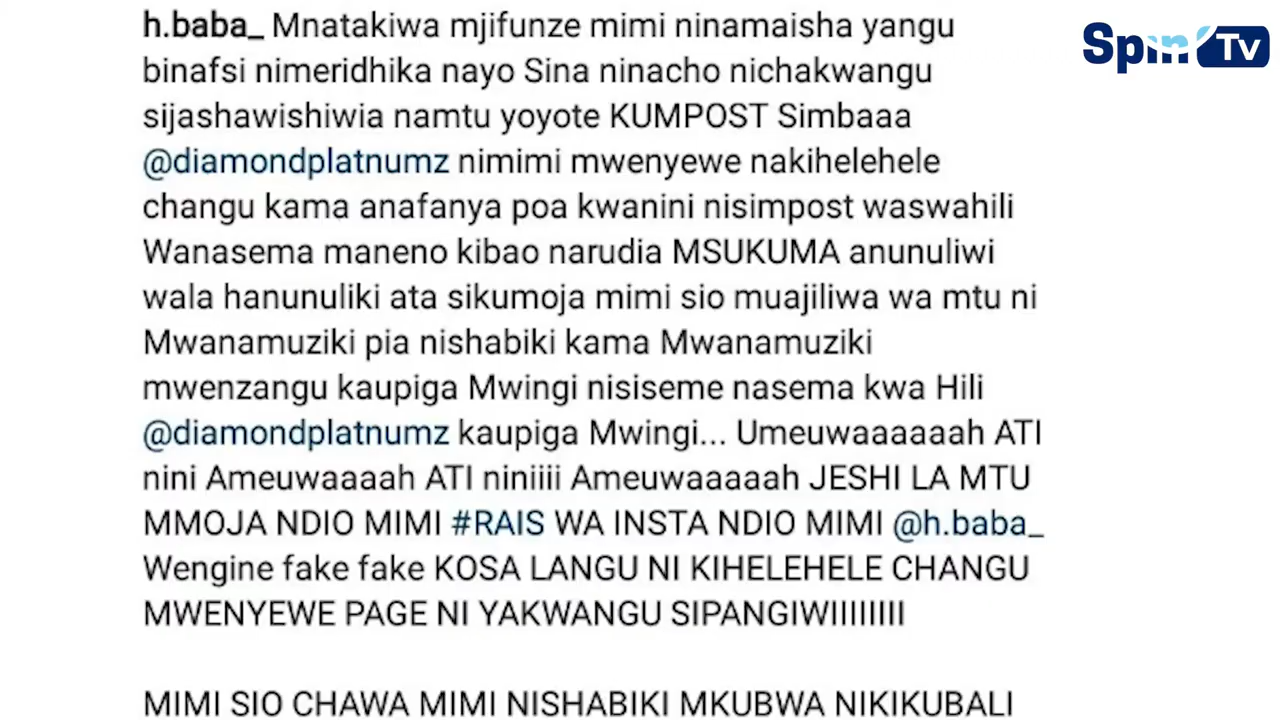 h.baba_ Mnatakiwa mjifunze mimi ninamaisha yangu
binafsi nimeridhika nayo Sina ninacho nichakwangu
sijashawishiwia namtu yoyote KUMPOST Simbaaa
@diamondplatnumz nimimi mwenyewe nakihelehele
changu kama anafanya poa kwanini nisimpost waswahili
Wanasema maneno kibao narudia MSUKUMA anunuliwi
wala hanunuliki ata sikumoja mimi sio muajiliwa wa mtu ni
Mwanamuziki pia nishabiki kama Mwanamuziki
mwenzangu kaupiga Mwingi nisiseme nasema kwa Hili
@diamondplatnumz kaupiga Mwingi... Umeuwaaaaaah ATI
nini Ameuwaaaah ATI niniiii Ameuwaaaaah JESHI LA MTU
MMOJA NDIO MIMI #RAIS WA INSTA NDIO MIMI @h.baba_
Wengine fake fake KOSA LANGU NI KIHELEHELE CHANGU
MWENYEWE PAGE NI YAKWANGU SIPANGIWIIIIIIII
MIMI SIO CHAWA MIMI NISHABIKI MKUBWA NIKIKUBALI
Spin Tv